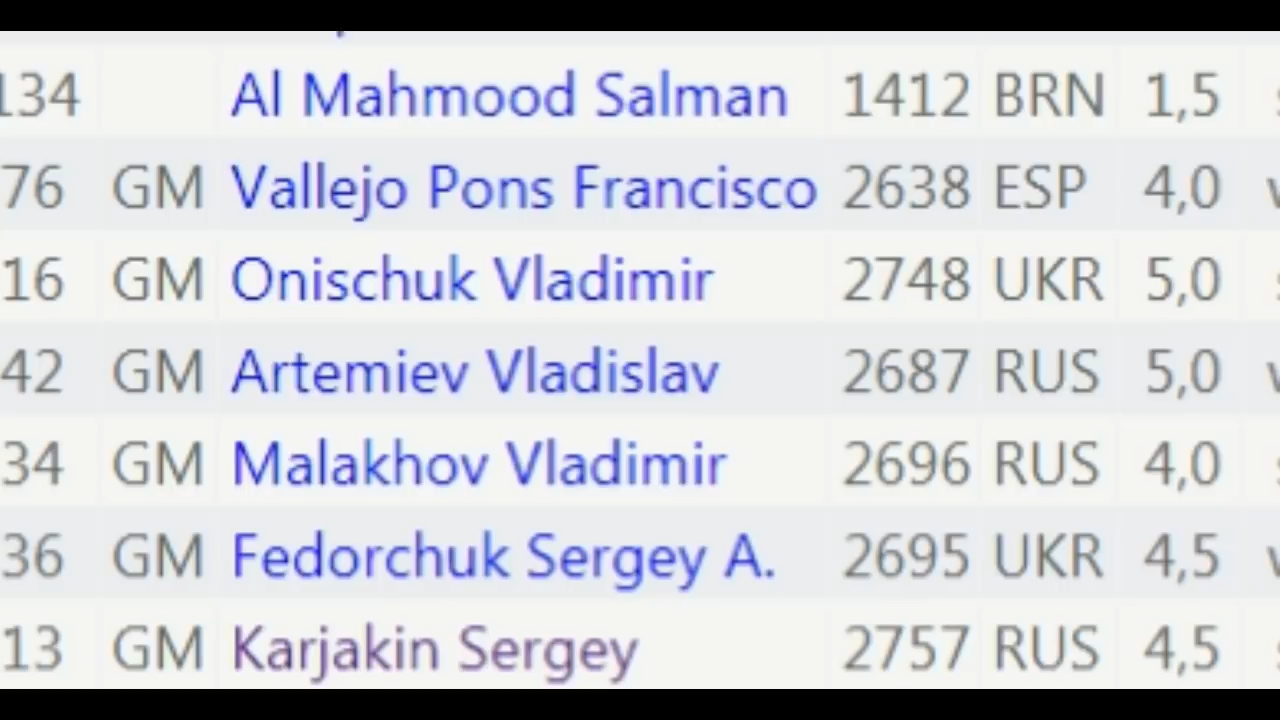 134 Al Mahmood Salman 1412 BRN 1,5
76 GM Vallejo Pons Francisco 2638 ESP 4,0
16 GM Onischuk Vladimir 2748 UKR 5,0
42 GM Artemiev Vladislav 2687 RUS 5,0
34 GM Malakhov Vladimir 2696 RUS 4,0
36 GM Fedorchuk Sergey A. 2695 UKR 4,5
13 GM Karjakin Sergey 2757 RUS 4,5